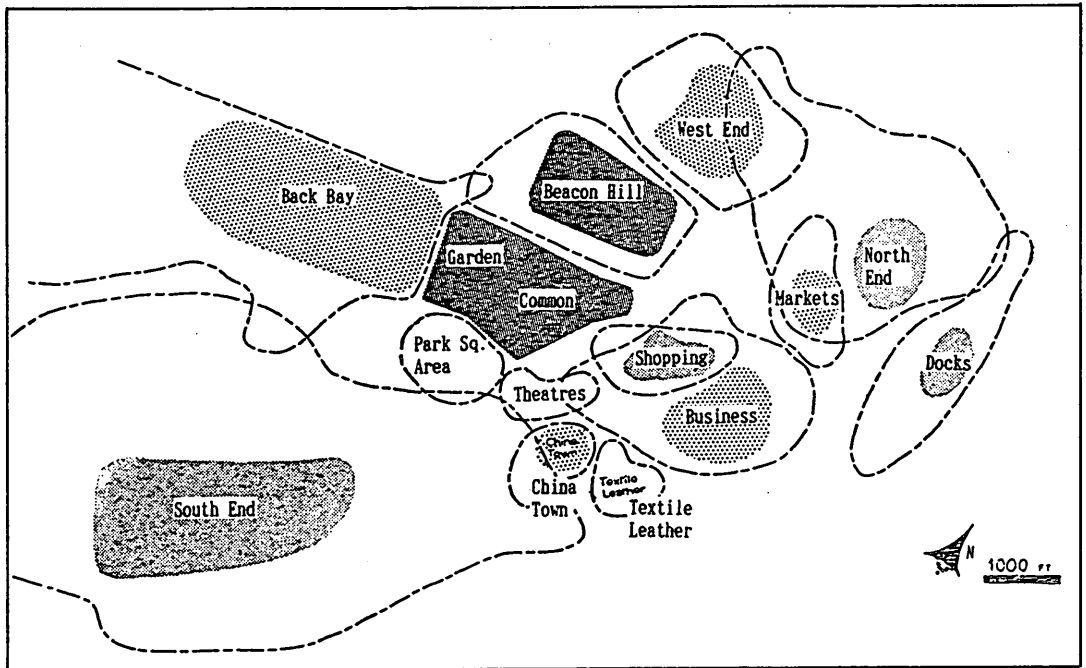 West End
Back Bay
Beacon Hill
Garden
Common
North
End
Markets
Park Sq.
Area
Shopping
Docks
Theatres
Business
China
Town
China
Town
Textile
Leather
Textile
Leather
South End
N
1000 FT